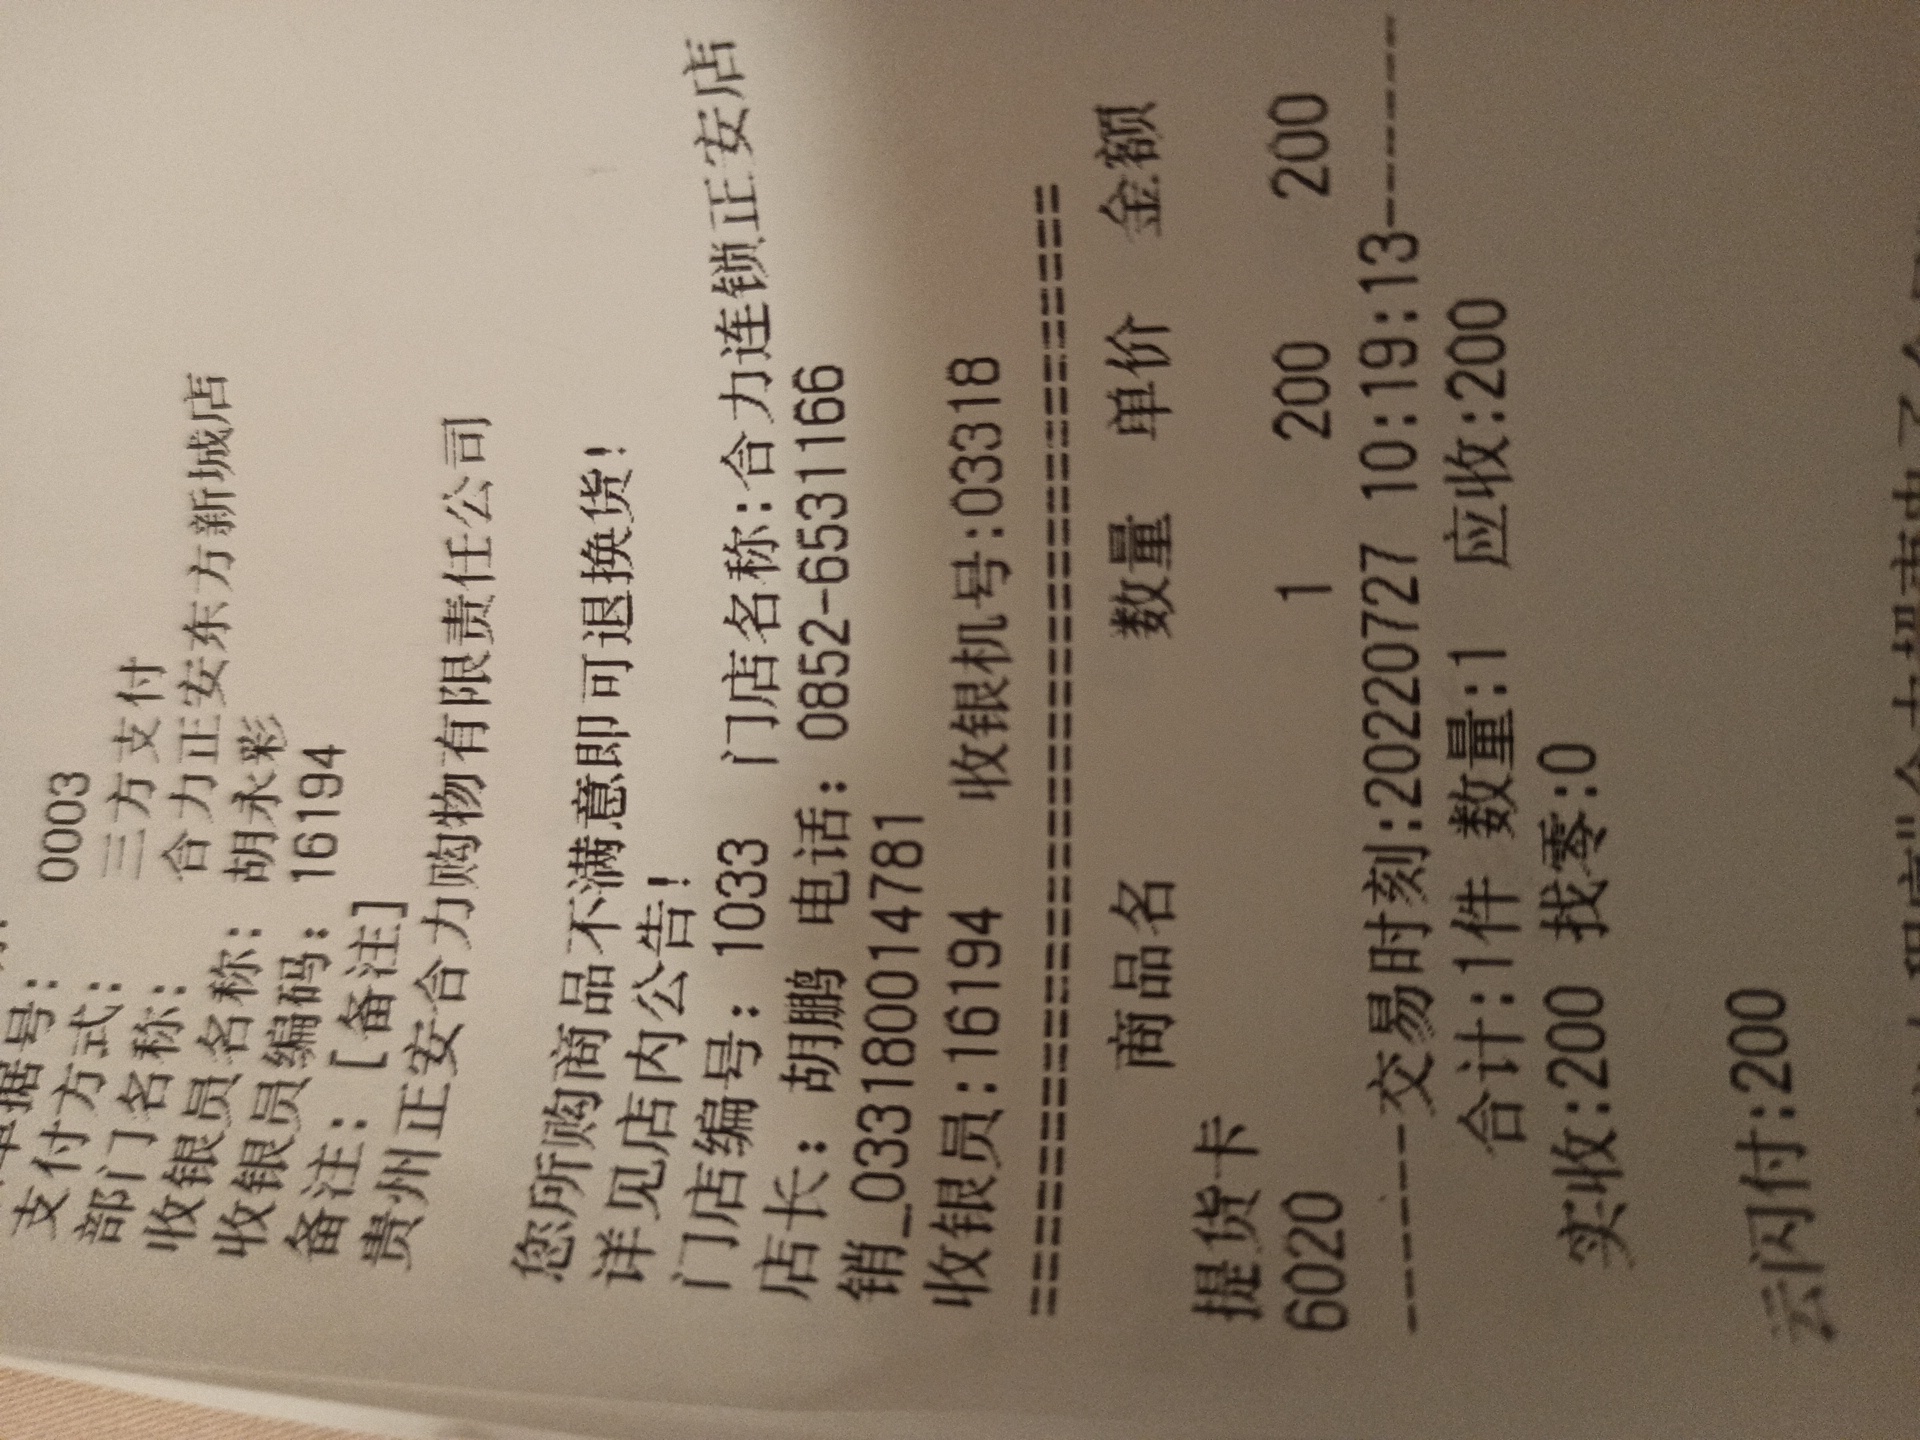 单据号： 0003
支付方式： 三方支付
部门名称： 合力正安东方新城店
收银员名称： 胡永彩
收银员编码： 16194
备注： [备注]
贵州正安合力购物有限责任公司
您所购商品不满意即可退换货!
详见店内公告!
门店编号： 1033 门店名称:合力连锁正安店
店长： 胡鹏 电话： 0852-6531166
销_033180014781
收银员:16194 收银机号:03318
商品名 数量 单价 金额
提货卡
6020 1 200 200
------交易时刻:20220727 10:19:13------
合计:1件 数量:1 应收:200
实收:200 找零:0
云闪付:200